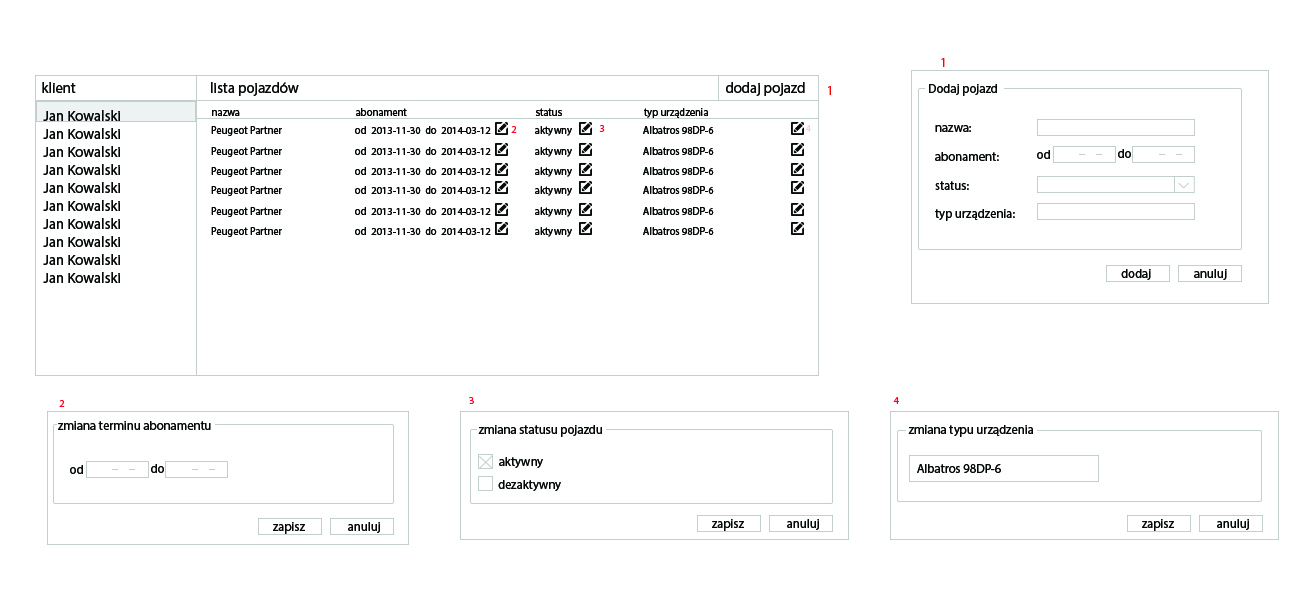 klient lista pojazdów dodaj pojazd 1
nazwa abonament status typ urządzenia
Jan Kowalski
Jan Kowalski
Jan Kowalski
Jan Kowalski
Jan Kowalski
Jan Kowalski
Jan Kowalski
Jan Kowalski
Jan Kowalski
Jan Kowalski
Peugeot Partner od 2013-11-30 do 2014-03-12 2 aktywny 3 Albatros 98DP-6 4
Peugeot Partner od 2013-11-30 do 2014-03-12 aktywny Albatros 98DP-6
Peugeot Partner od 2013-11-30 do 2014-03-12 aktywny Albatros 98DP-6
Peugeot Partner od 2013-11-30 do 2014-03-12 aktywny Albatros 98DP-6
Peugeot Partner od 2013-11-30 do 2014-03-12 aktywny Albatros 98DP-6
Peugeot Partner od 2013-11-30 do 2014-03-12 aktywny Albatros 98DP-6
1
Dodaj pojazd
nazwa:
abonament: od – – do – –
status:
typ urządzenia:
dodaj anuluj
2
zmiana terminu abonamentu
od – – do – –
zapisz anuluj
3
zmiana statusu pojazdu
aktywny
dezaktywny
zapisz anuluj
4
zmiana typu urządzenia
Albatros 98DP-6
zapisz anuluj